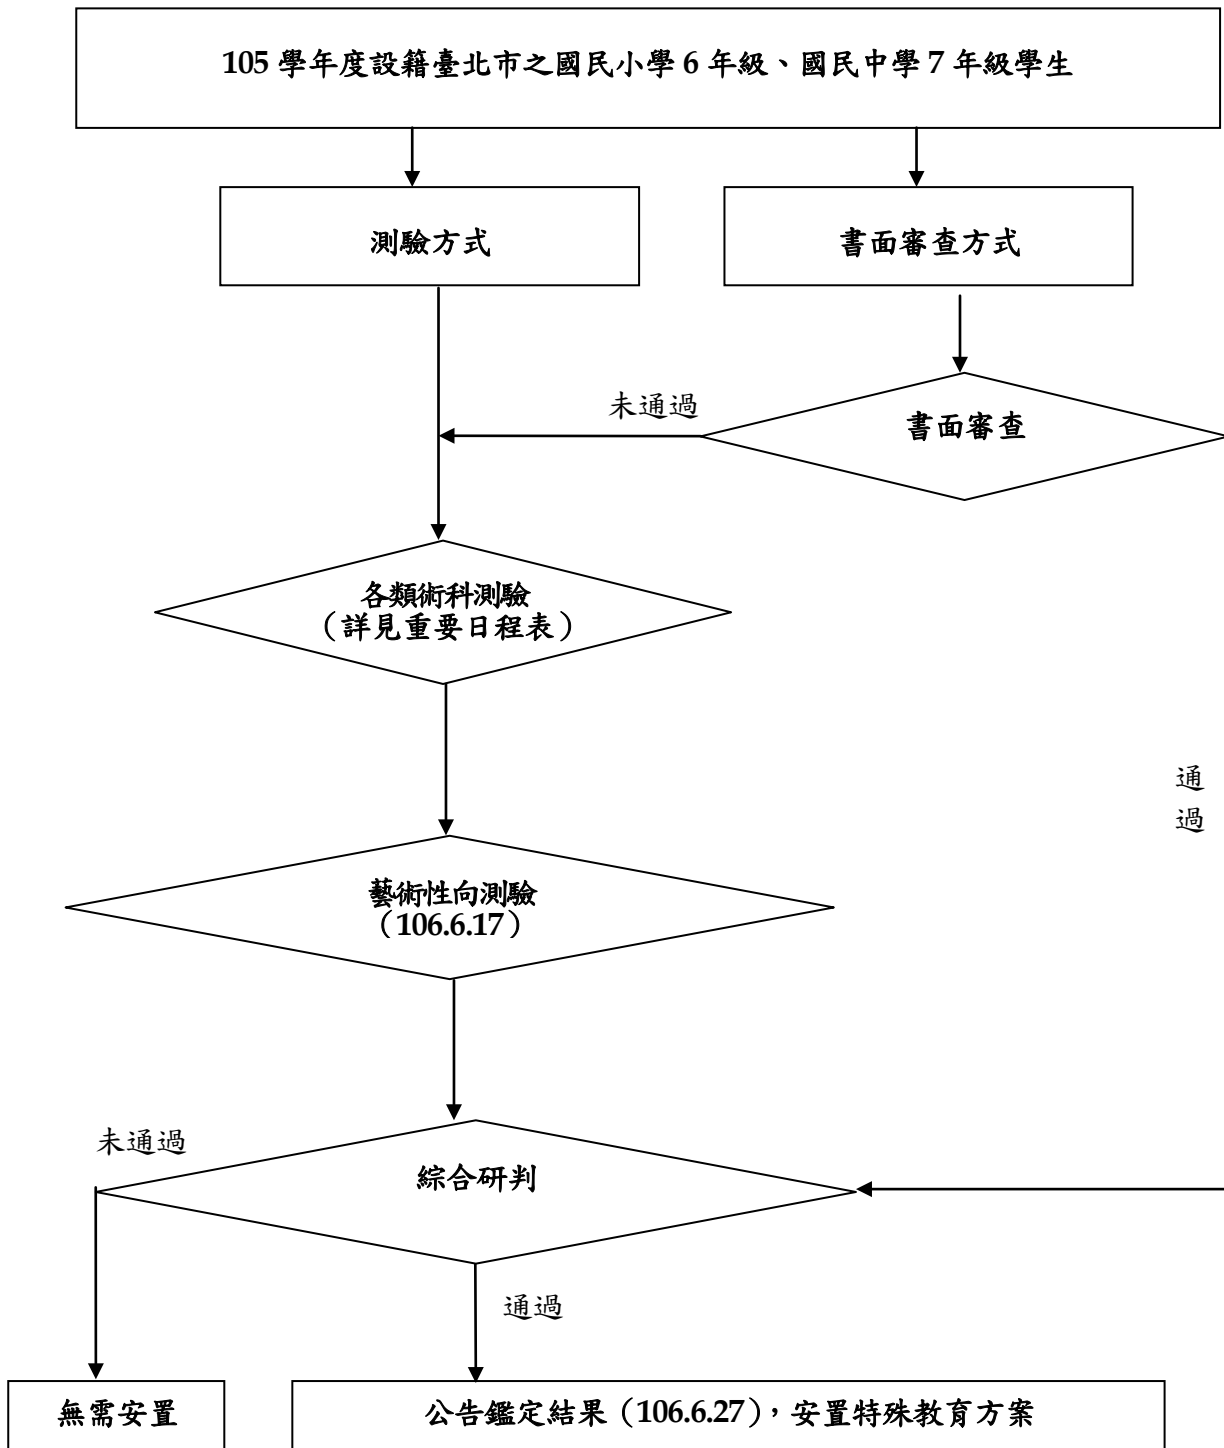 105 學年度設籍臺北市之國民小學 6 年級、國民中學 7 年級學生
測驗方式
書面審查方式
未通過
書面審查
各類術科測驗
（詳見重要日程表）
通
過
藝術性向測驗
（106.6.17）
未通過
綜合研判
通過
無需安置
公告鑑定結果（106.6.27），安置特殊教育方案